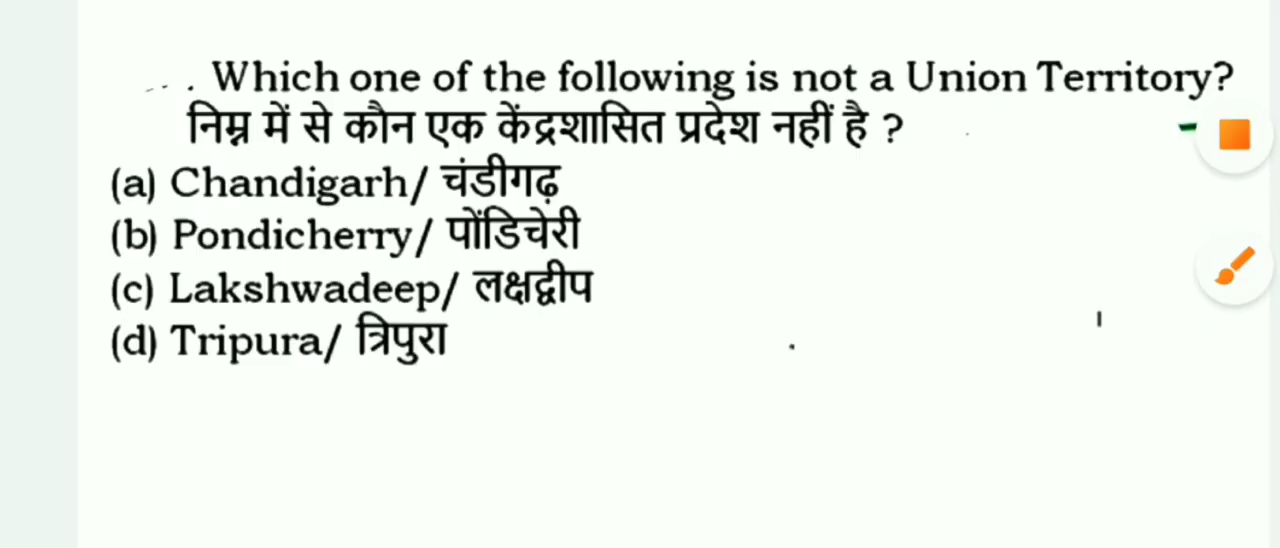 . Which one of the following is not a Union Territory?
निम्न में से कौन एक केंद्रशासित प्रदेश नहीं है ?
(a) Chandigarh/ चंडीगढ़
(b) Pondicherry/ पोंडिचेरी
(c) Lakshwadeep/ लक्षद्वीप
(d) Tripura/ त्रिपुरा